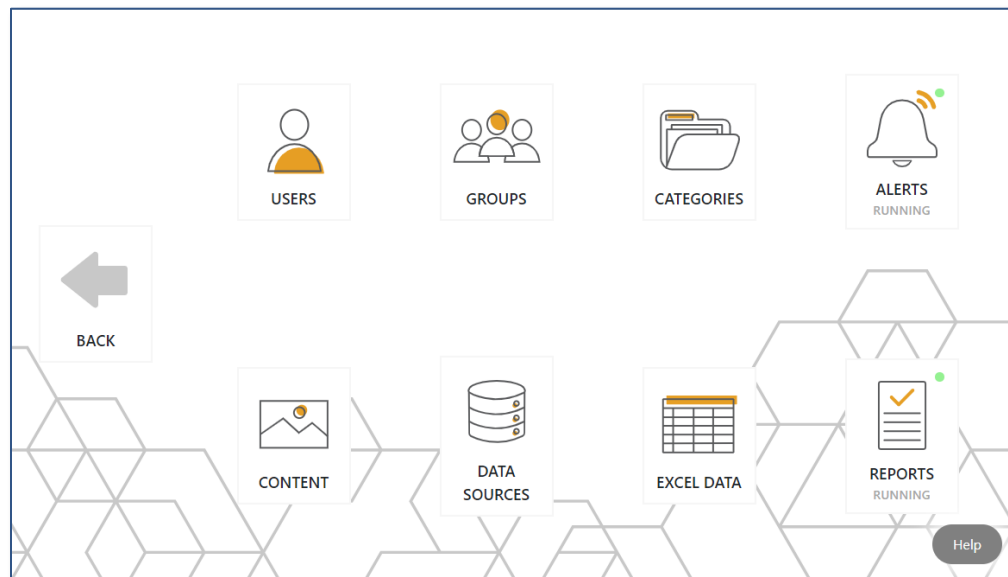 USERS
GROUPS
CATEGORIES
ALERTS
RUNNING
BACK
CONTENT
DATA
SOURCES
EXCEL DATA
REPORTS
RUNNING
Help